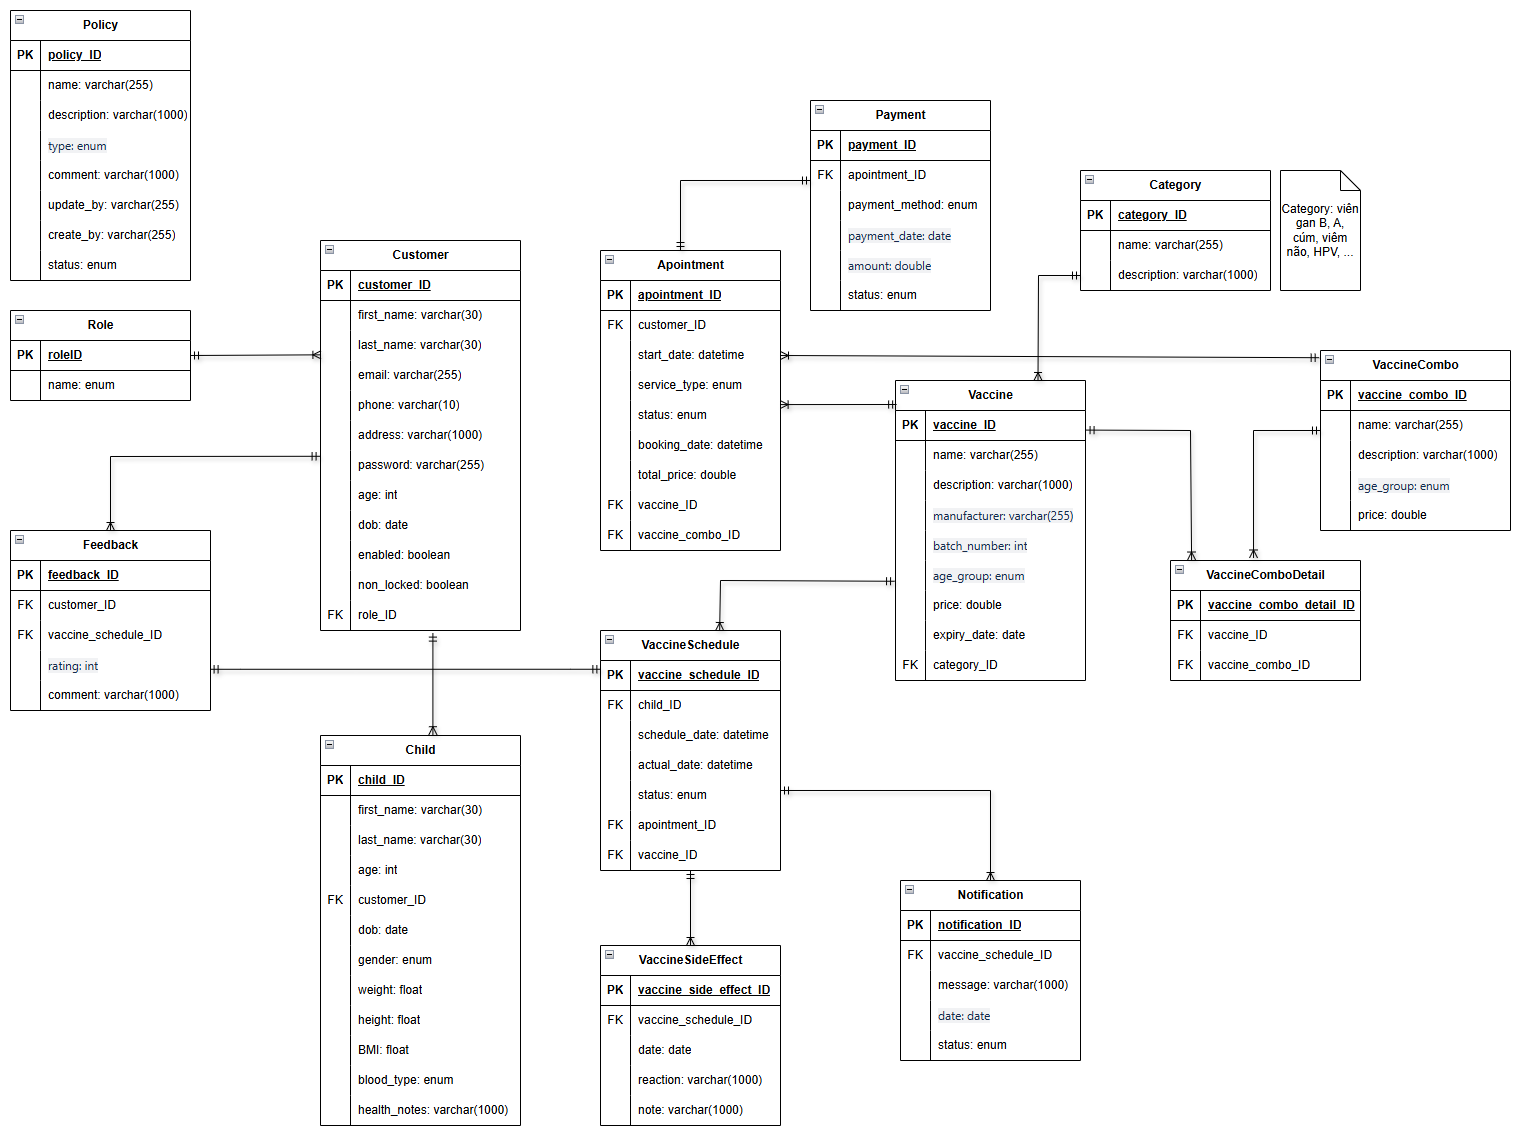 Policy
PK policy_ID
name: varchar(255)
description: varchar(1000)
type: enum
comment: varchar(1000)
update_by: varchar(255)
create_by: varchar(255)
status: enum
Role
PK roleID
name: enum
Customer
PK customer_ID
first_name: varchar(30)
last_name: varchar(30)
email: varchar(255)
phone: varchar(10)
address: varchar(1000)
password: varchar(255)
age: int
dob: date
enabled: boolean
non_locked: boolean
FK role_ID
Feedback
PK feedback_ID
FK customer_ID
FK vaccine_schedule_ID
rating: int
comment: varchar(1000)
Child
PK child_ID
first_name: varchar(30)
last_name: varchar(30)
age: int
FK customer_ID
dob: date
gender: enum
weight: float
height: float
BMI: float
blood_type: enum
health_notes: varchar(1000)
Payment
PK payment_ID
FK apointment_ID
payment_method: enum
payment_date: date
amount: double
status: enum
Apointment
PK apointment_ID
FK customer_ID
start_date: datetime
service_type: enum
status: enum
booking_date: datetime
total_price: double
FK vaccine_ID
FK vaccine_combo_ID
Category
PK category_ID
name: varchar(255)
description: varchar(1000)
Category: viên
gan B, A,
cúm, viêm
não, HPV, ...
Vaccine
PK vaccine_ID
name: varchar(255)
description: varchar(1000)
manufacturer: varchar(255)
batch_number: int
age_group: enum
price: double
expiry_date: date
FK category_ID
VaccineCombo
PK vaccine_combo_ID
name: varchar(255)
description: varchar(1000)
age_group: enum
price: double
VaccineComboDetail
PK vaccine_combo_detail_ID
FK vaccine_ID
FK vaccine_combo_ID
VaccineSchedule
PK vaccine_schedule_ID
FK child_ID
schedule_date: datetime
actual_date: datetime
status: enum
FK apointment_ID
FK vaccine_ID
VaccineSideEffect
PK vaccine_side_effect_ID
FK vaccine_schedule_ID
date: date
reaction: varchar(1000)
note: varchar(1000)
Notification
PK notification_ID
FK vaccine_schedule_ID
message: varchar(1000)
date: date
status: enum